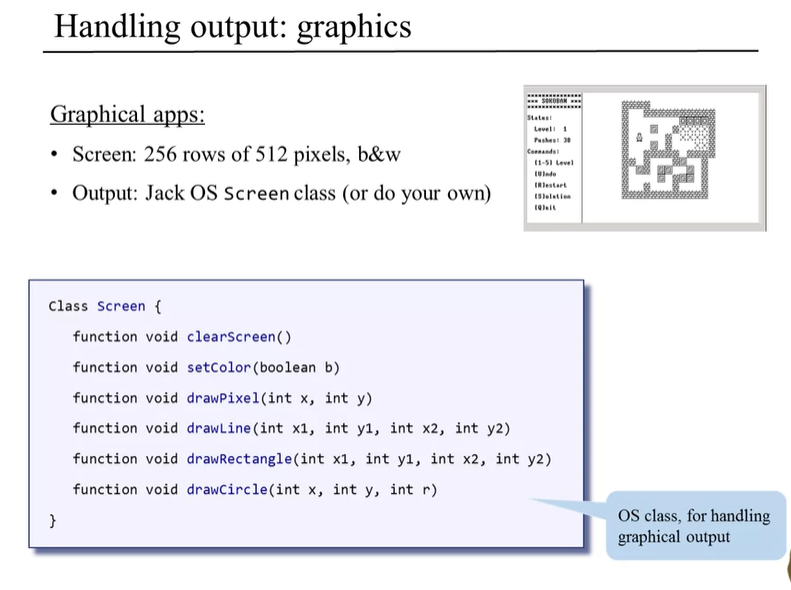 Handling output: graphics
Graphical apps:
• Screen: 256 rows of 512 pixels, b&w
• Output: Jack OS Screen class (or do your own)
*** SOKOBAN ***
Status:
Level: 1
Pushes: 30
Commands:
[1-5] Level
[U]ndo
[R]estart
[S]olution
[Q]uit
Class Screen {
function void clearScreen()
function void setColor(boolean b)
function void drawPixel(int x, int y)
function void drawLine(int x1, int y1, int x2, int y2)
function void drawRectangle(int x1, int y1, int x2, int y2)
function void drawCircle(int x, int y, int r)
}
OS class, for handling
graphical output